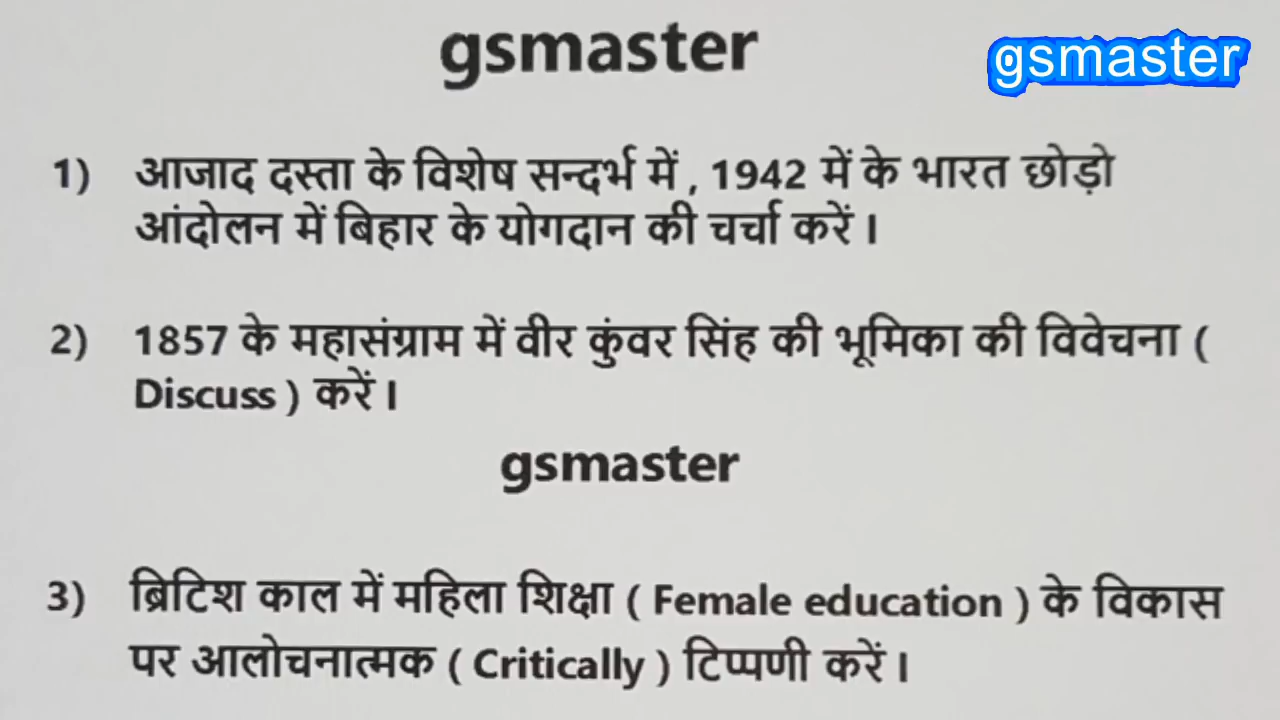 gsmaster
gsmaster
1) आजाद दस्ता के विशेष सन्दर्भ में , 1942 में के भारत छोड़ो
आंदोलन में बिहार के योगदान की चर्चा करें ।
2) 1857 के महासंग्राम में वीर कुंवर सिंह की भूमिका की विवेचना (
Discuss ) करें ।
gsmaster
3) ब्रिटिश काल में महिला शिक्षा ( Female education ) के विकास
पर आलोचनात्मक ( Critically ) टिप्पणी करें ।